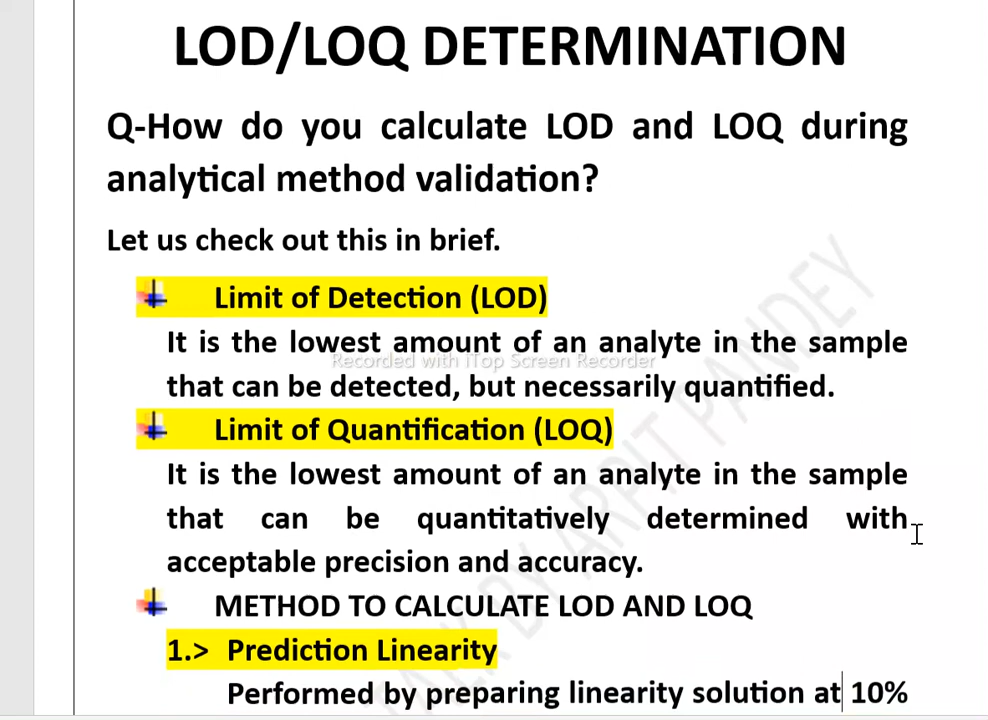 LOD/LOQ DETERMINATION
Q-How do you calculate LOD and LOQ during
analytical method validation?
Let us check out this in brief.
Limit of Detection (LOD)
It is the lowest amount of an analyte in the sample
Recorded with iTop Screen Recorder
that can be detected, but necessarily quantified.
Limit of Quantification (LOQ)
It is the lowest amount of an analyte in the sample
that can be quantitatively determined with
acceptable precision and accuracy.
METHOD TO CALCULATE LOD AND LOQ
1.> Prediction Linearity
Performed by preparing linearity solution at 10%
BY ARPIT PANDEY